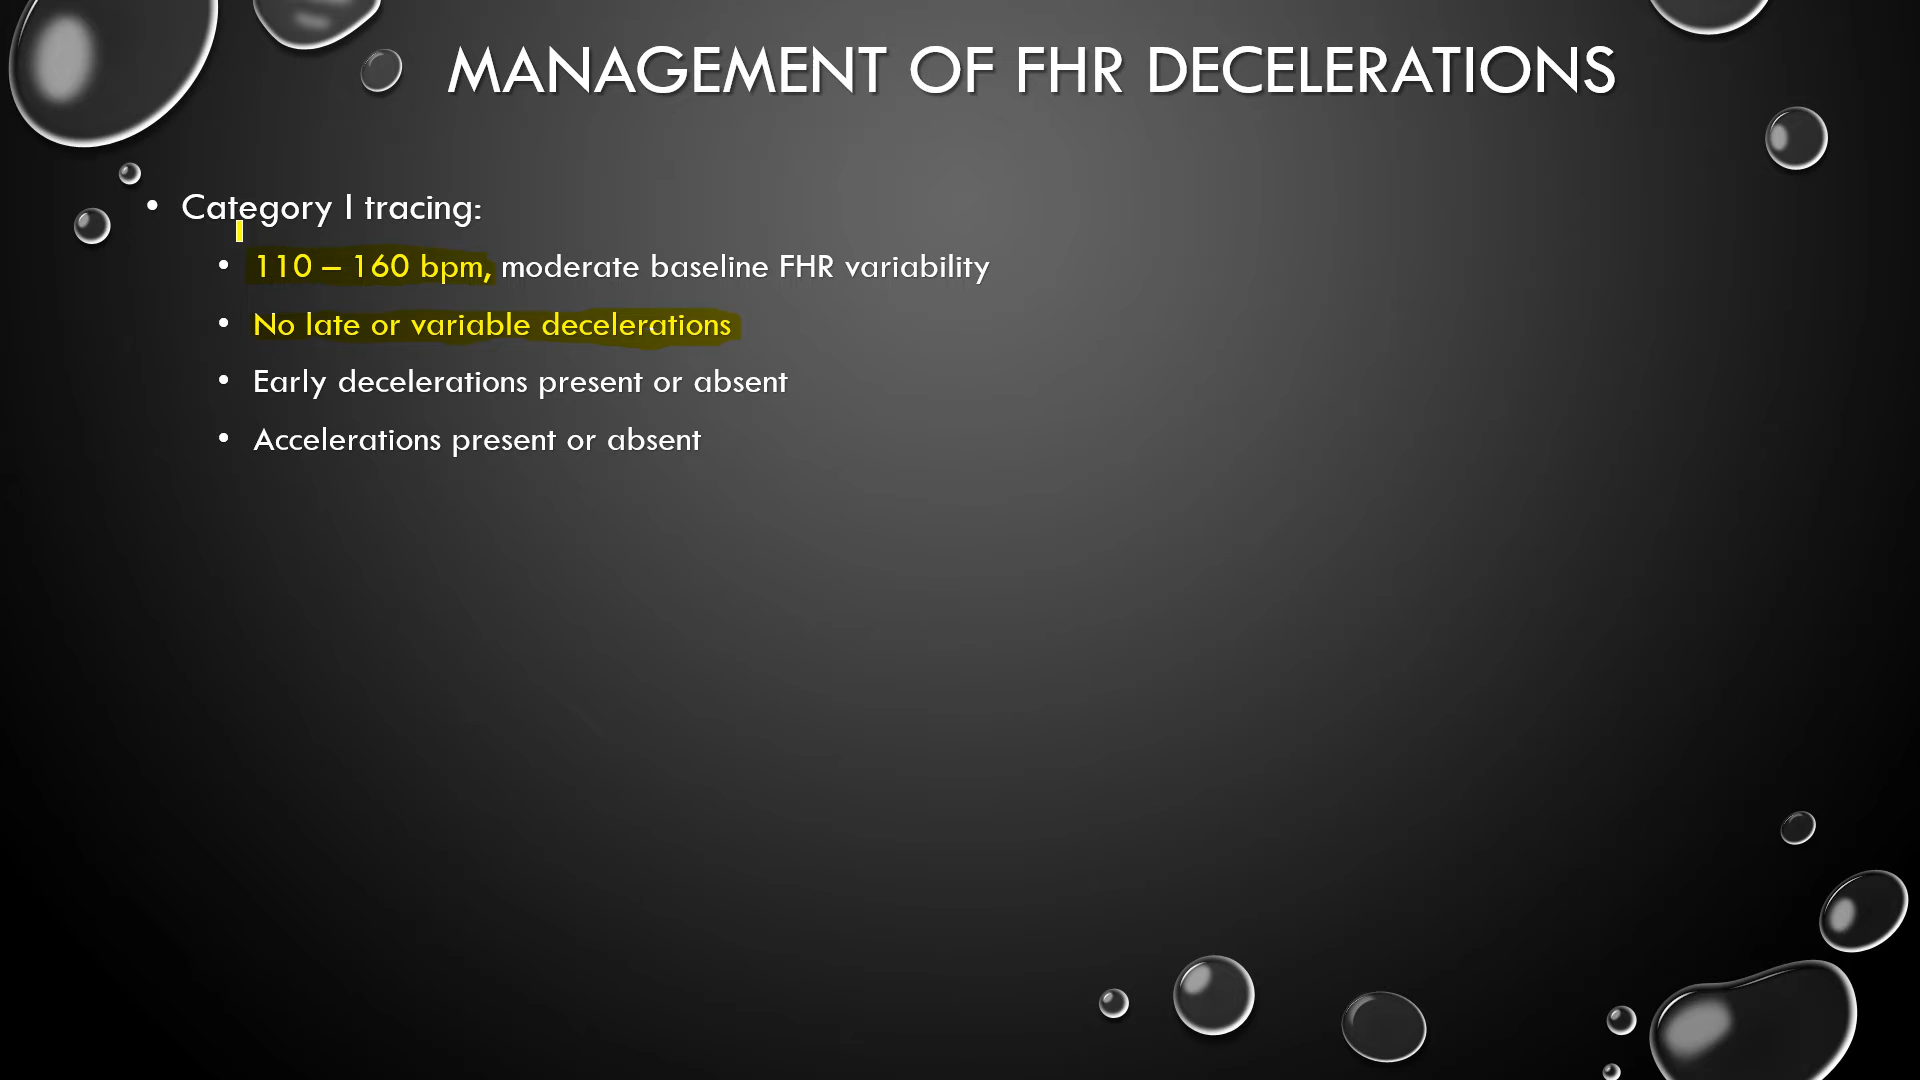 MANAGEMENT OF FHR DECELERATIONS
• Category I tracing:
• 110 – 160 bpm, moderate baseline FHR variability
• No late or variable decelerations
• Early decelerations present or absent
• Accelerations present or absent